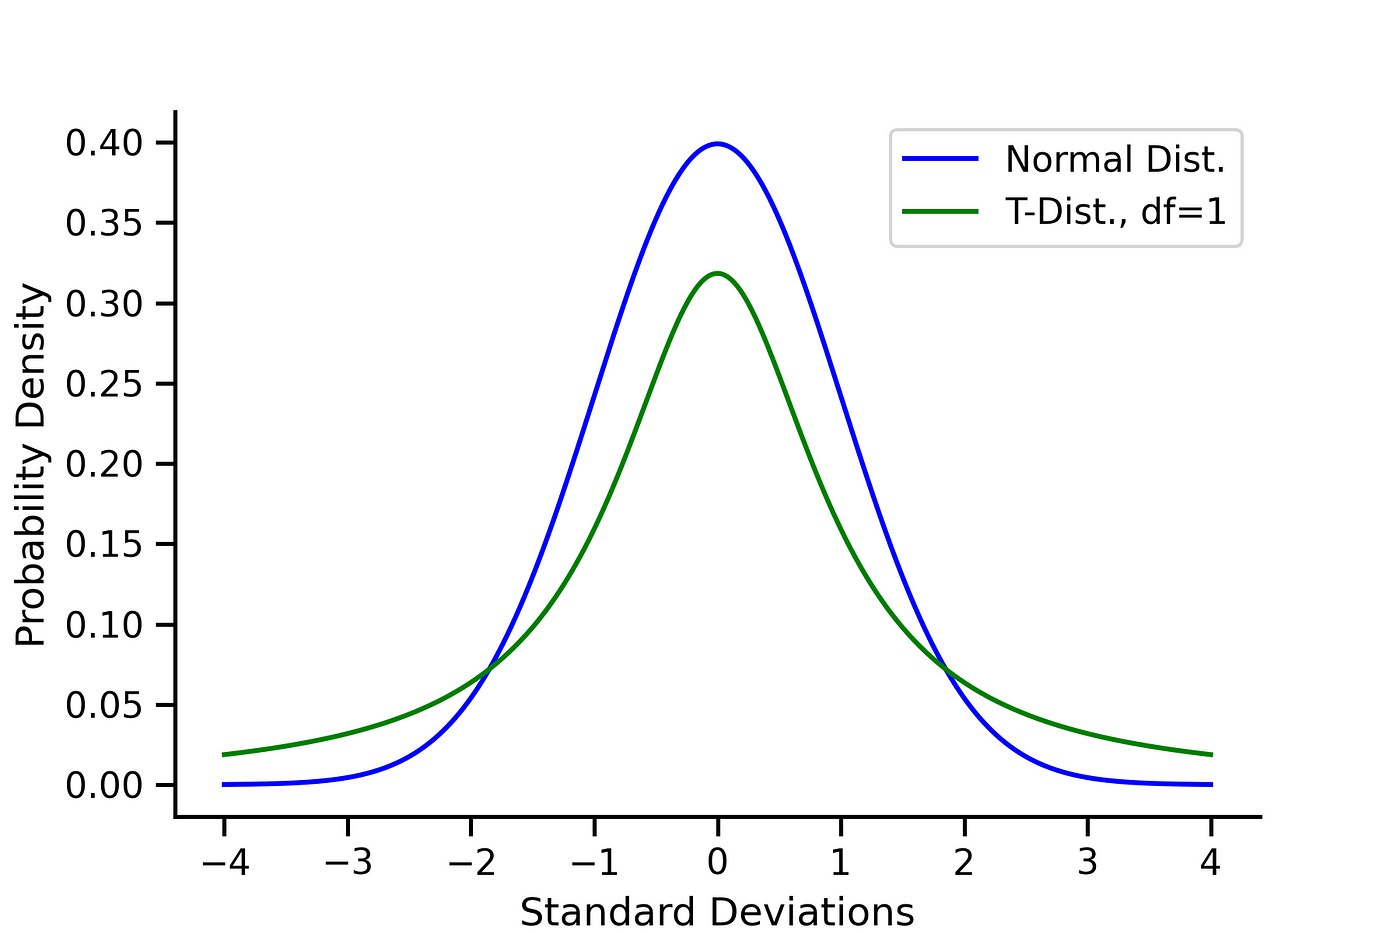 Normal Dist.
T-Dist., df=1
Probability Density
0.40
0.35
0.30
0.25
0.20
0.15
0.10
0.05
0.00
−4 −3 −2 −1 0 1 2 3 4
Standard Deviations